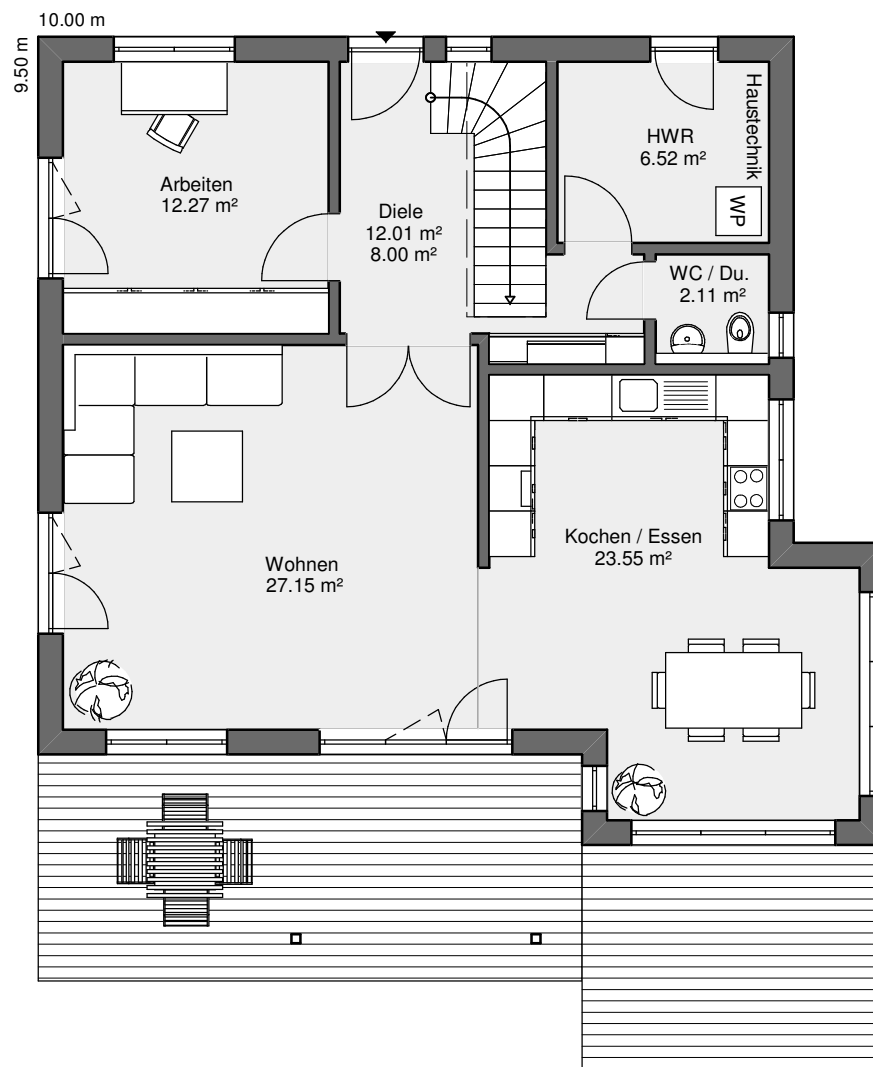 10.00 m
9.50 m
Arbeiten
12.27 m²
Diele
12.01 m²
8.00 m²
HWR
6.52 m²
Haustechnik
WP
WC / Du.
2.11 m²
Wohnen
27.15 m²
Kochen / Essen
23.55 m²